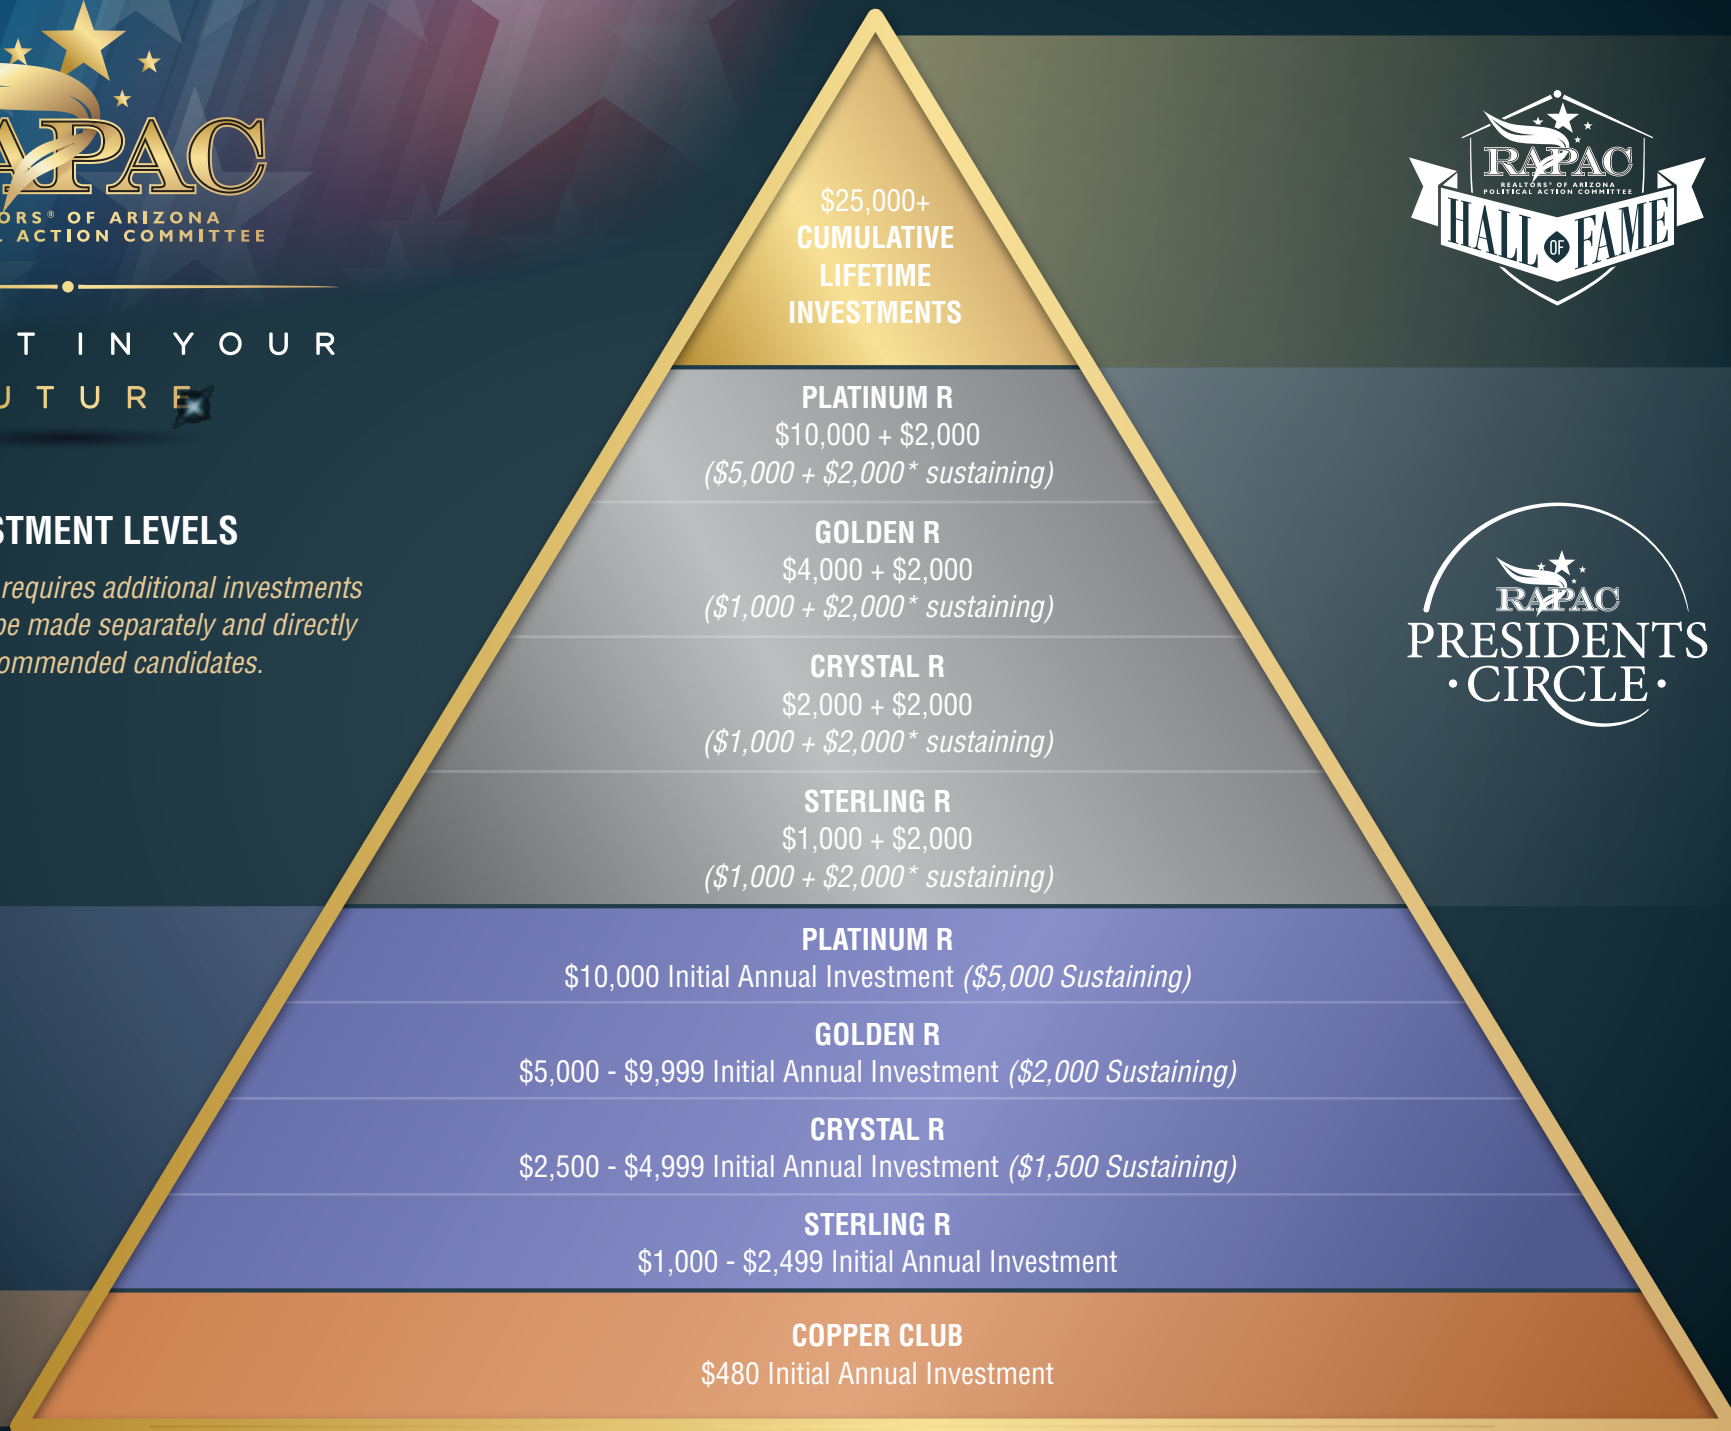 APAC
ORS® OF ARIZONA
ACTION COMMITTEE
T IN YOUR
UTURE
STMENT LEVELS
requires additional investments
be made separately and directly
ommended candidates.
$25,000+
CUMULATIVE
LIFETIME
INVESTMENTS
RAPAC
REALTORS® OF ARIZONA
POLITICAL ACTION COMMITTEE
HALL OF FAME
PLATINUM R
$10,000 + $2,000
($5,000 + $2,000* sustaining)
GOLDEN R
$4,000 + $2,000
($1,000 + $2,000* sustaining)
CRYSTAL R
$2,000 + $2,000
($1,000 + $2,000* sustaining)
STERLING R
$1,000 + $2,000
($1,000 + $2,000* sustaining)
RAPAC
PRESIDENTS
·CIRCLE·
PLATINUM R
$10,000 Initial Annual Investment ($5,000 Sustaining)
GOLDEN R
$5,000 - $9,999 Initial Annual Investment ($2,000 Sustaining)
CRYSTAL R
$2,500 - $4,999 Initial Annual Investment ($1,500 Sustaining)
STERLING R
$1,000 - $2,499 Initial Annual Investment
COPPER CLUB
$480 Initial Annual Investment